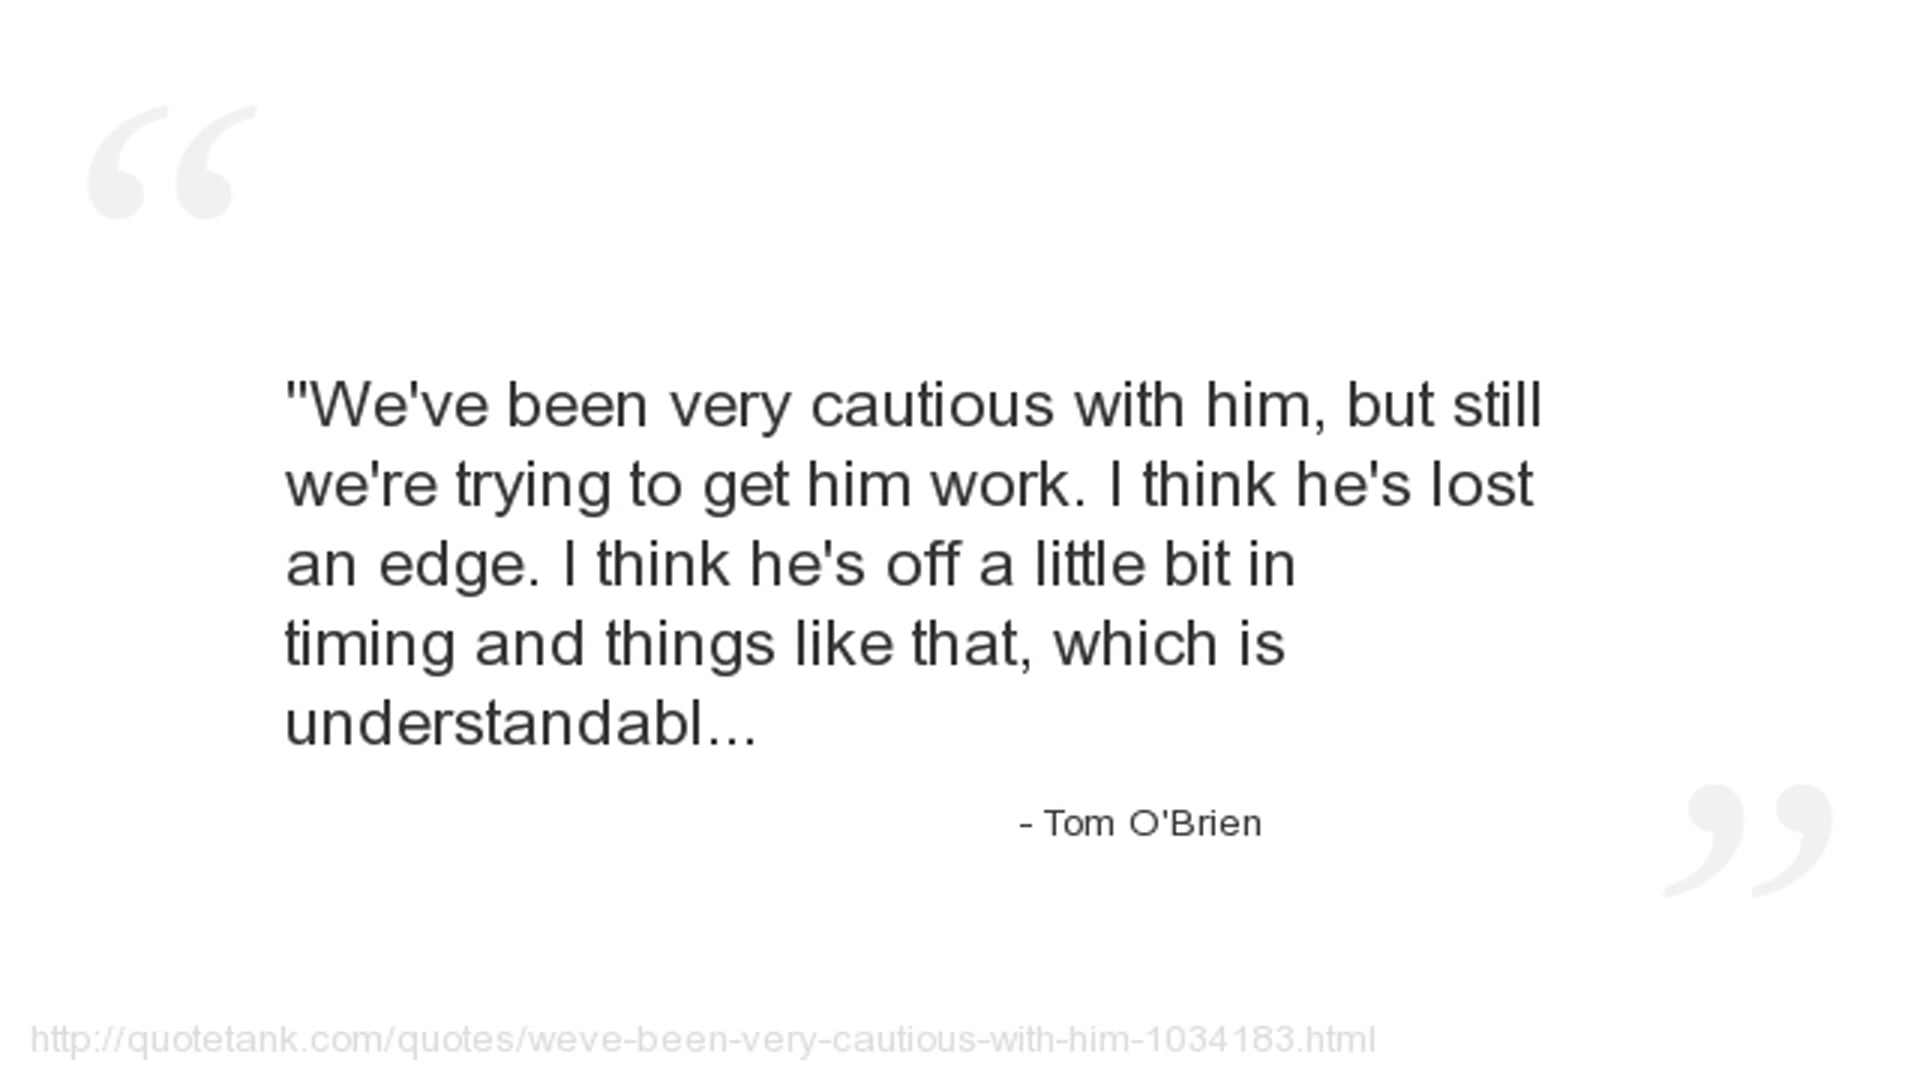 "We've been very cautious with him, but still
we're trying to get him work. I think he's lost
an edge. I think he's off a little bit in
timing and things like that, which is
understandabl...
- Tom O'Brien
http://quotetank.com/quotes/weve-been-very-cautious-with-him-1034183.html